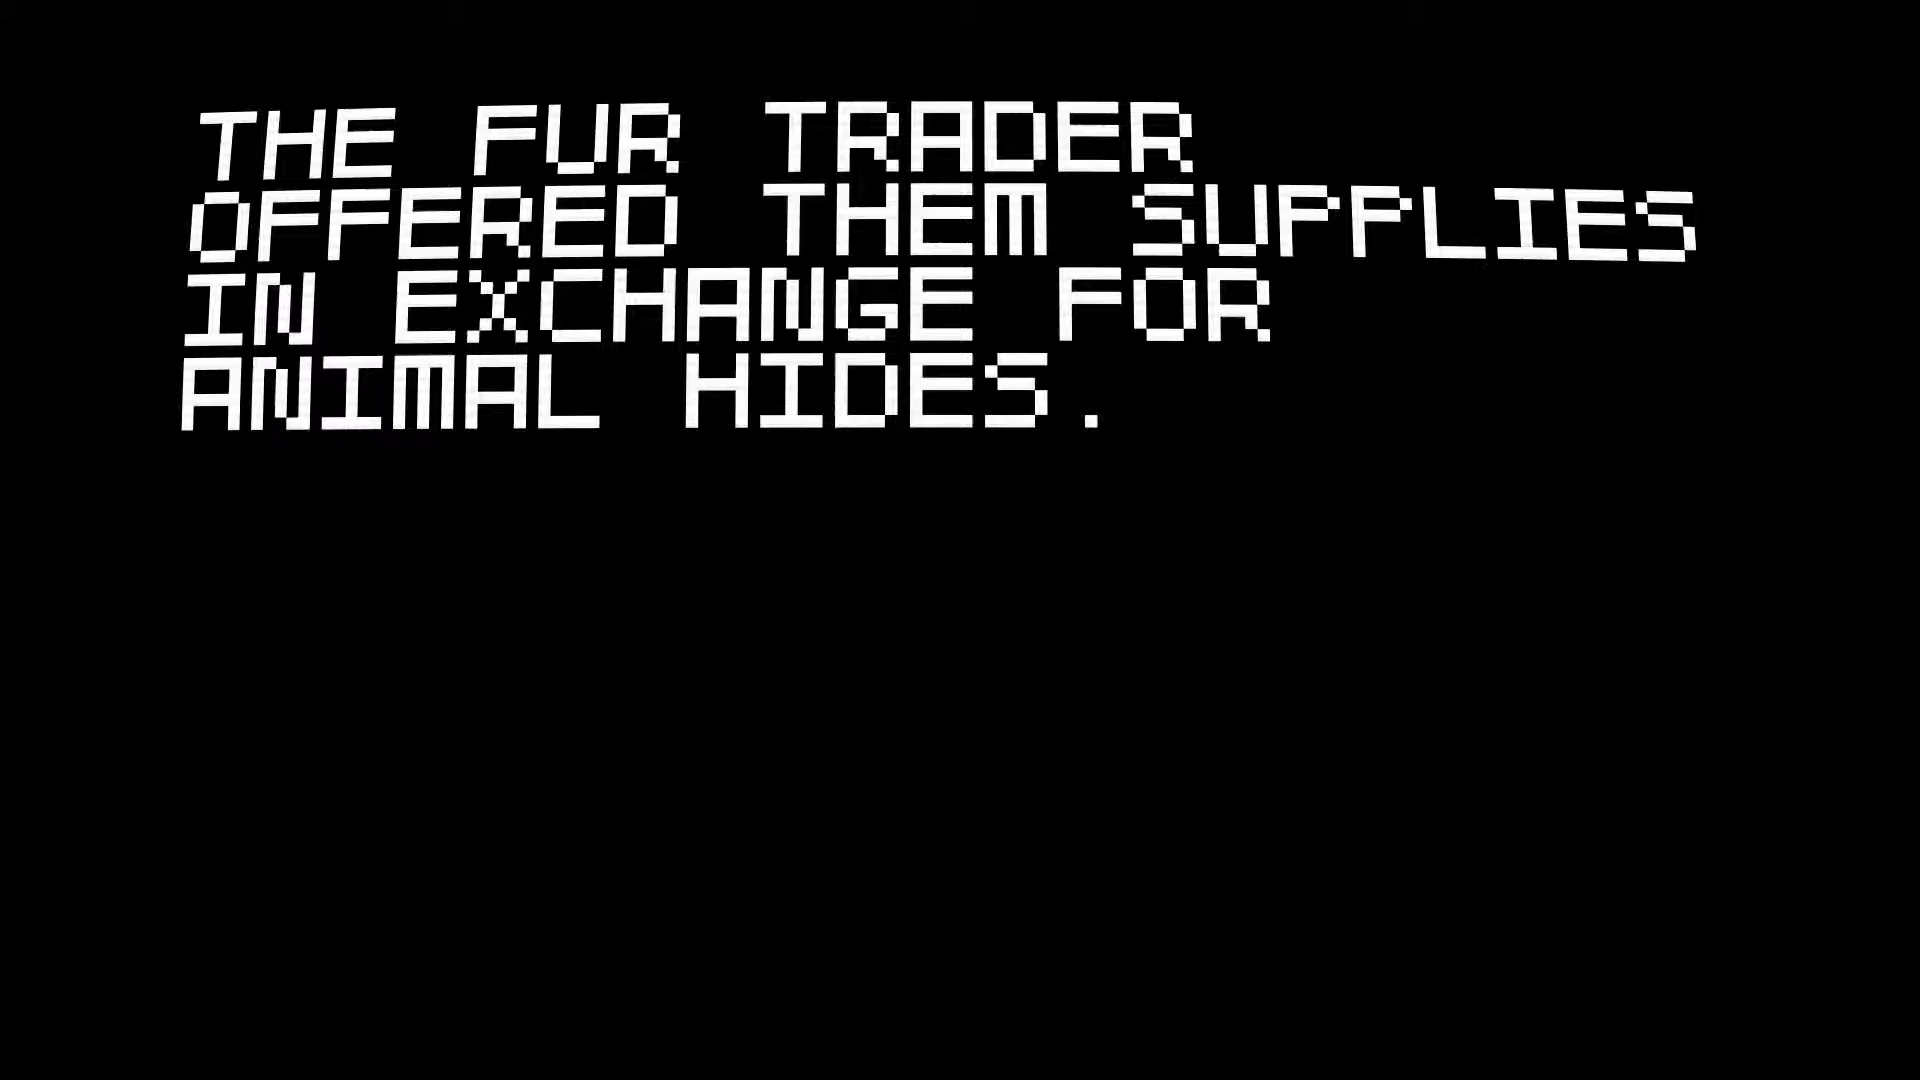 THE FUR TRADER
OFFERED THEM SUPPLIES
IN EXCHANGE FOR
ANIMAL HIDES.